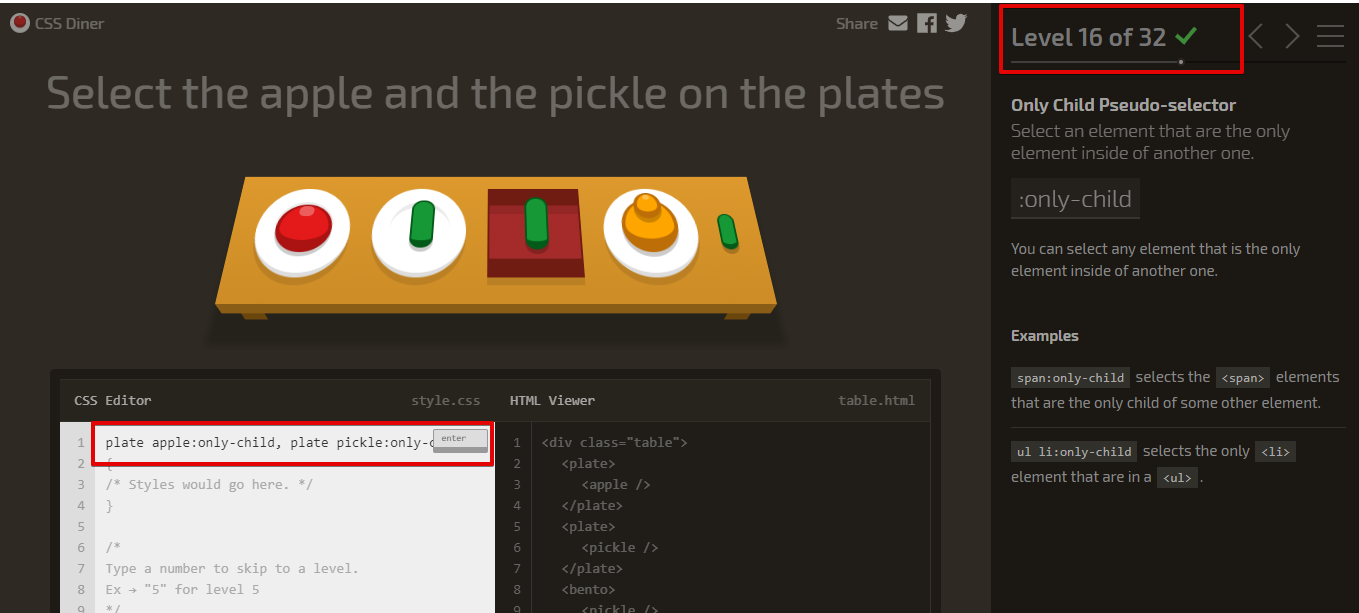 CSS Diner
Share
Select the apple and the pickle on the plates
Level 16 of 32
Only Child Pseudo-selector
Select an element that are the only
element inside of another one.
:only-child
You can select any element that is the only
element inside of another one.
Examples
span:only-child selects the <span> elements
that are the only child of some other element.
ul li:only-child selects the only <li>
element that are in a <ul>.
CSS Editor
style.css
1 plate apple:only-child, plate pickle:only-c
enter
2 {
3 /* Styles would go here. */
4 }
5
6 /*
7 Type a number to skip to a level.
8 Ex → "5" for level 5
9 */
HTML Viewer
table.html
1 <div class="table">
2 <plate>
3 <apple />
4 </plate>
5 <plate>
6 <pickle />
7 </plate>
8 <bento>
9 <pickle />